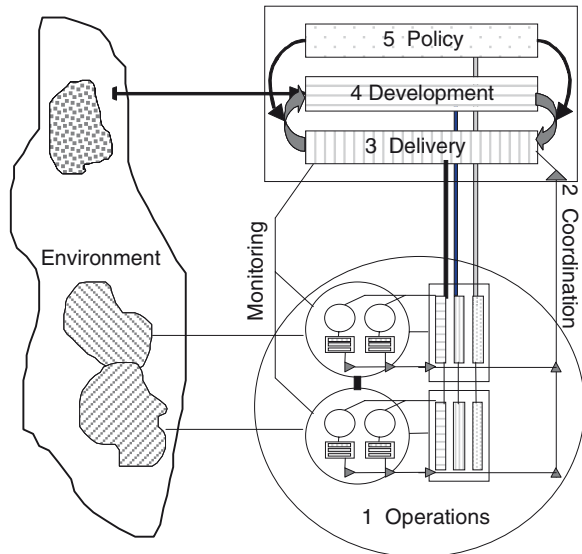 5 Policy
4 Development
3 Delivery
2 Coordination
Monitoring
Environment
1 Operations